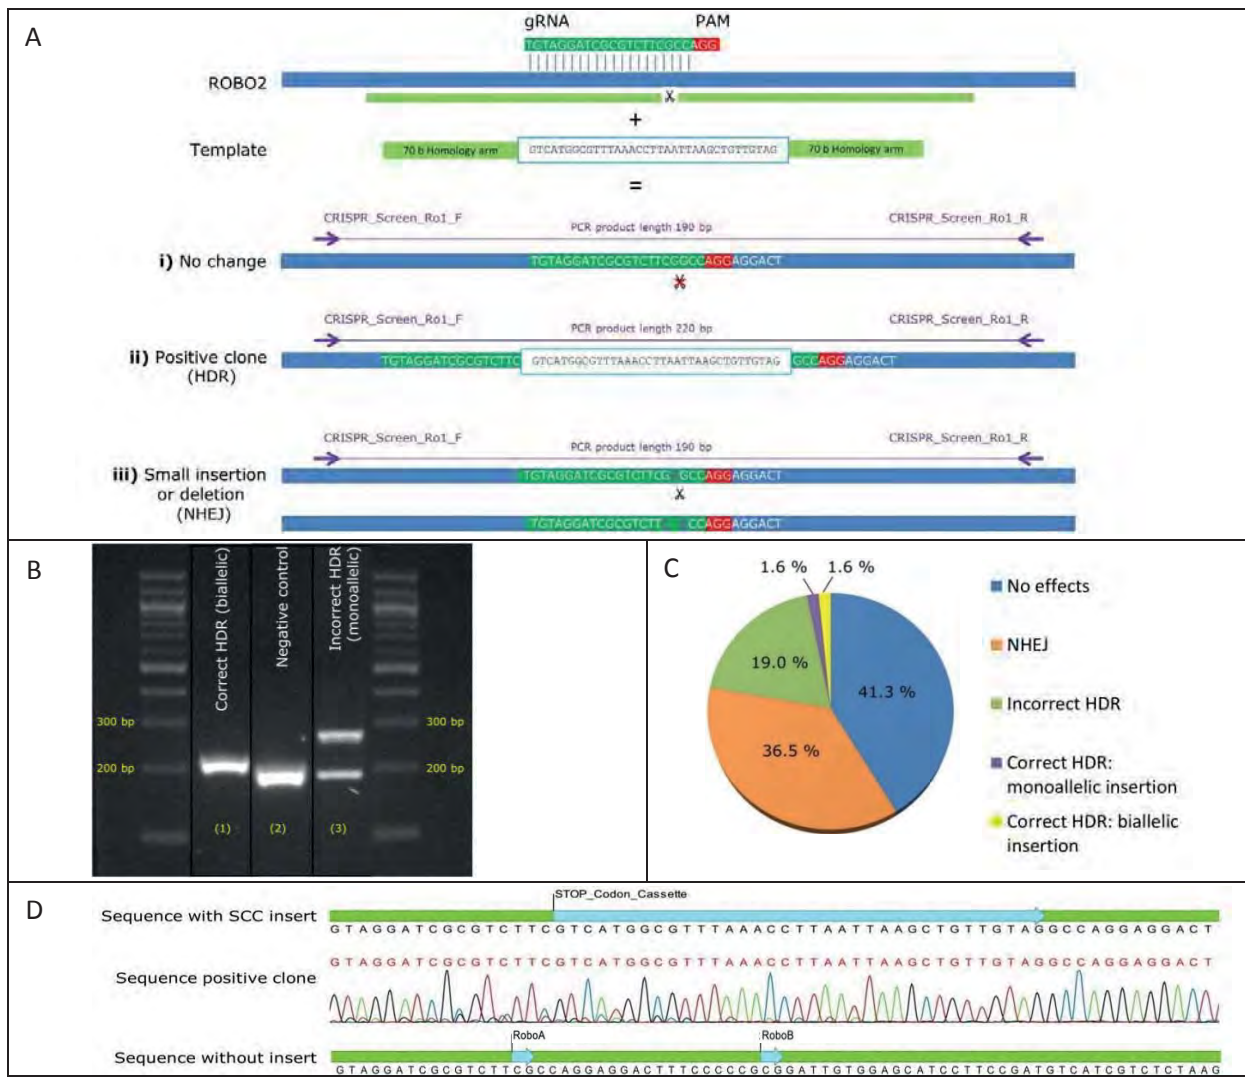 A
gRNA PAM
TGTAGGATCGCGTCTTCGCCAGG
ROBO2
+
Template
70 b Homology arm GTCATGGCGTTTAAACCTTAATTAAGCTGTTGTAG 70 b Homology arm
=
CRISPR_Screen_Ro1_F CRISPR_Screen_Ro1_R
PCR product length 190 bp
i) No change
TGTAGGATCGCGTCTTCGGCCAGGAGGACT
CRISPR_Screen_Ro1_F CRISPR_Screen_Ro1_R
PCR product length 220 bp
ii) Positive clone
(HDR)
TGTAGGATCGCGTCTTC GTCATGGCGTTTAAACCTTAATTAAGCTGTTGTAG GCCAGGAGGACT
CRISPR_Screen_Ro1_F CRISPR_Screen_Ro1_R
PCR product length 190 bp
iii) Small insertion
or deletion
(NHEJ)
TGTAGGATCGCGTCTTCG GCCAGGAGGACT
TGTAGGATCGCGTCTT CCAGGAGGACT
B
Correct HDR (biallelic)
Negative control
Incorrect HDR
(monoallelic)
300 bp 300 bp
200 bp 200 bp
(1) (2) (3)
C
1.6 % 1.6 %
19.0 %
41.3 %
36.5 %
No effects
NHEJ
Incorrect HDR
Correct HDR:
monoallelic insertion
Correct HDR: biallelic
insertion
D
STOP_Codon_Cassette
Sequence with SCC insert
GTAGGATCGCGTCTTCGTCATGGCGTTTAAACCTTAATTAAGCTGTTGTAGGCCAGGAGGACT
GTAGGATCGCGTCTTCGTCATGGCGTTTAAACCTTAATTAAGCTGTTGTAGGCCAGGAGGACT
Sequence positive clone
RoboA RoboB
Sequence without insert
GTAGGATCGCGTCTTCGCCAGGAGGACTTTCCCCCGCGGATTGTGGAGCATCCTTCCGATGTCATCGTCTCTAAG